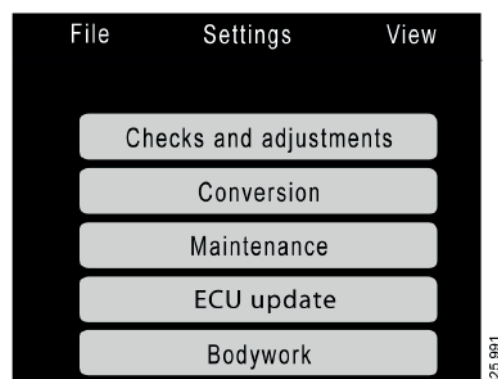 File Settings View
Checks and adjustments
Conversion
Maintenance
ECU update
Bodywork
25 991